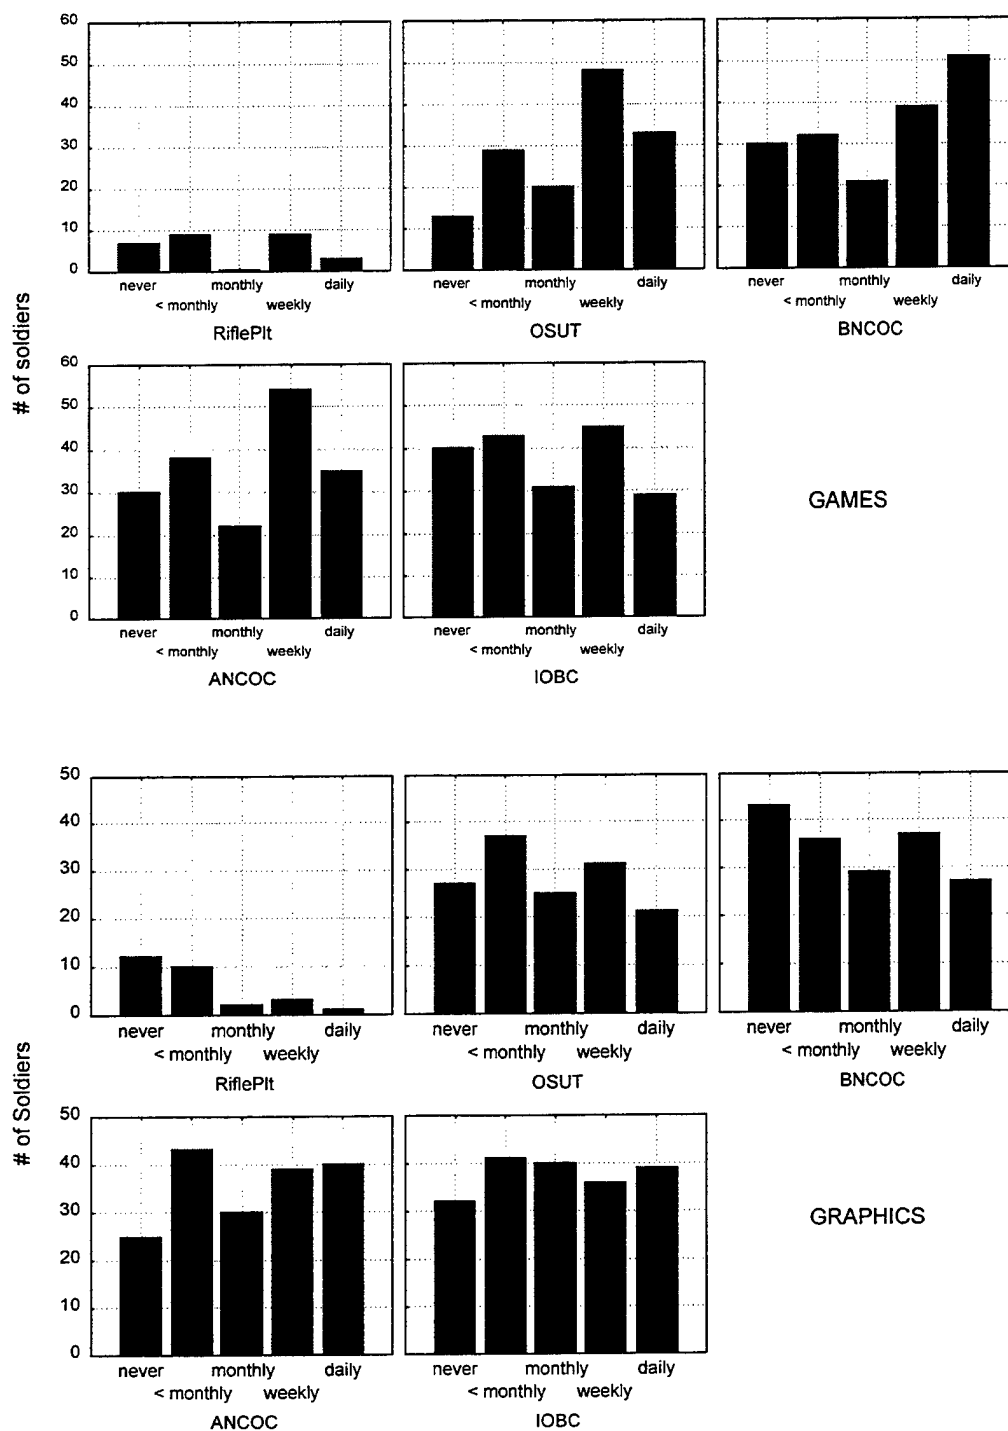 60
50
40
30
20
10
0
never monthly daily
< monthly weekly
RiflePlt
never monthly daily
< monthly weekly
OSUT
never monthly daily
< monthly weekly
BNCOC
# of soldiers
60
50
40
30
20
10
0
never monthly daily
< monthly weekly
ANCOC
never monthly daily
< monthly weekly
IOBC
GAMES
50
40
30
20
10
0
never monthly daily
< monthly weekly
RiflePlt
never monthly daily
< monthly weekly
OSUT
never monthly daily
< monthly weekly
BNCOC
# of Soldiers
50
40
30
20
10
0
never monthly daily
< monthly weekly
ANCOC
never monthly daily
< monthly weekly
IOBC
GRAPHICS